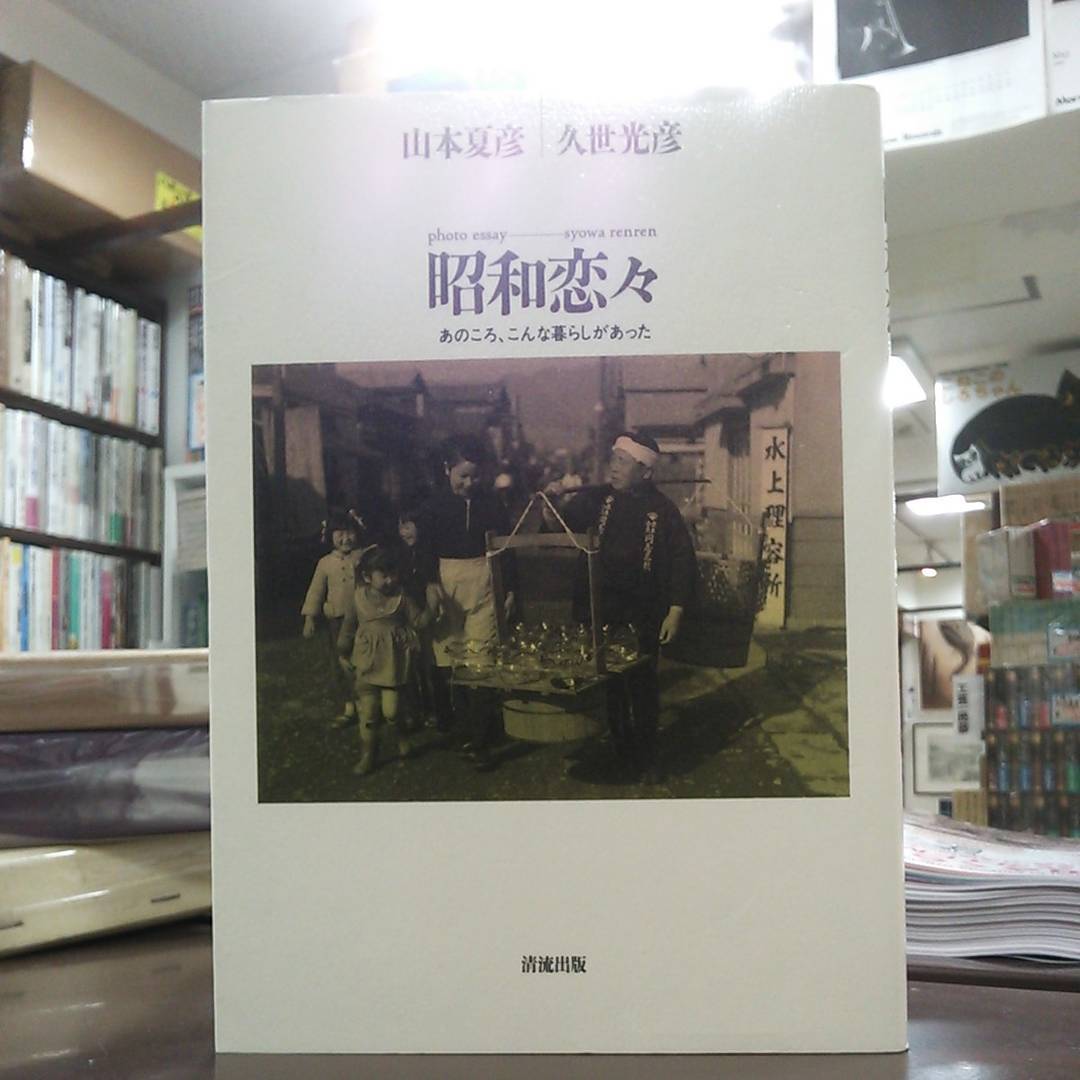 山本夏彦 久世光彦
photo essay——syowa renren
昭和恋々
あのころ、こんな暮らしがあった
水上理容所
清流出版